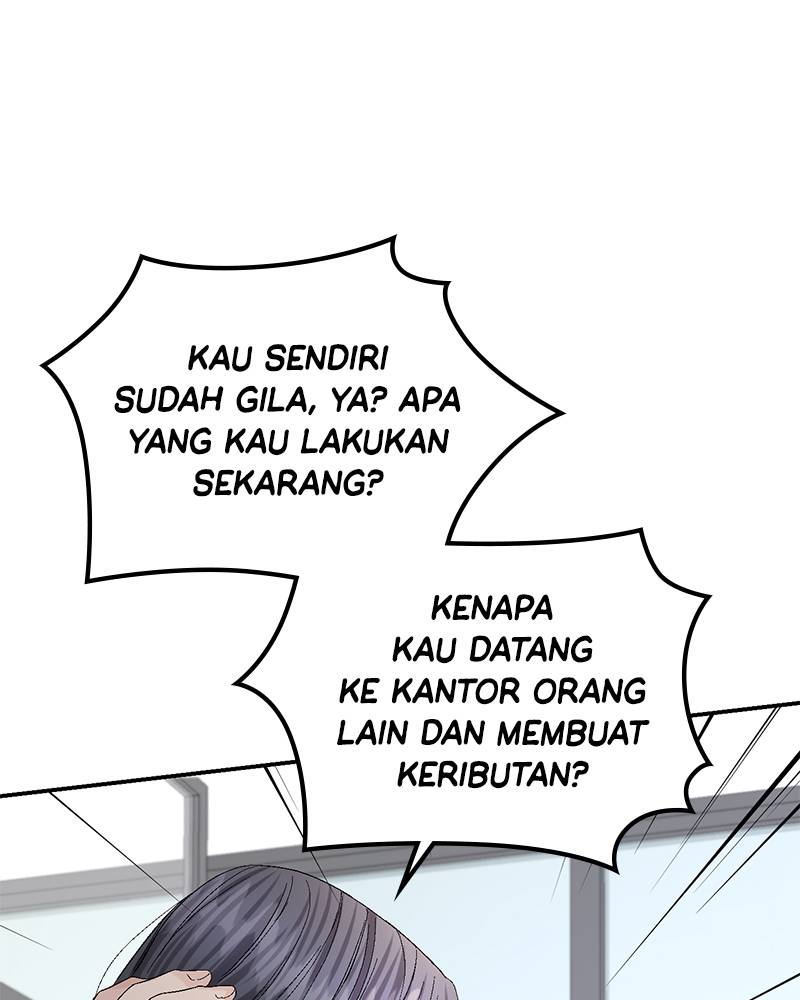 KAU SENDIRI
SUDAH GILA, YA? APA
YANG KAU LAKUKAN
SEKARANG?
KENAPA
KAU DATANG
KE KANTOR ORANG
LAIN DAN MEMBUAT
KERIBUTAN?